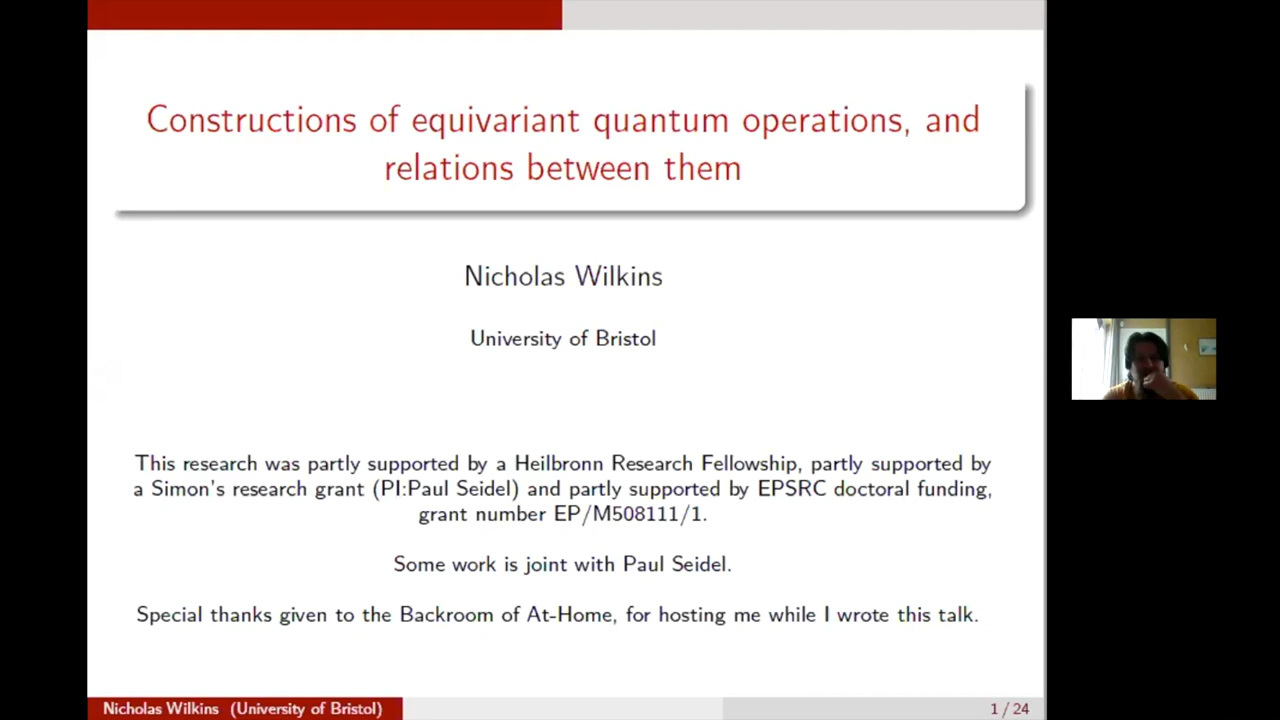 Constructions of equivariant quantum operations, and
relations between them
Nicholas Wilkins
University of Bristol
This research was partly supported by a Heilbronn Research Fellowship, partly supported by
a Simon's research grant (PI:Paul Seidel) and partly supported by EPSRC doctoral funding,
grant number EP/M508111/1.
Some work is joint with Paul Seidel.
Special thanks given to the Backroom of At-Home, for hosting me while I wrote this talk.
Nicholas Wilkins (University of Bristol)
1 / 24